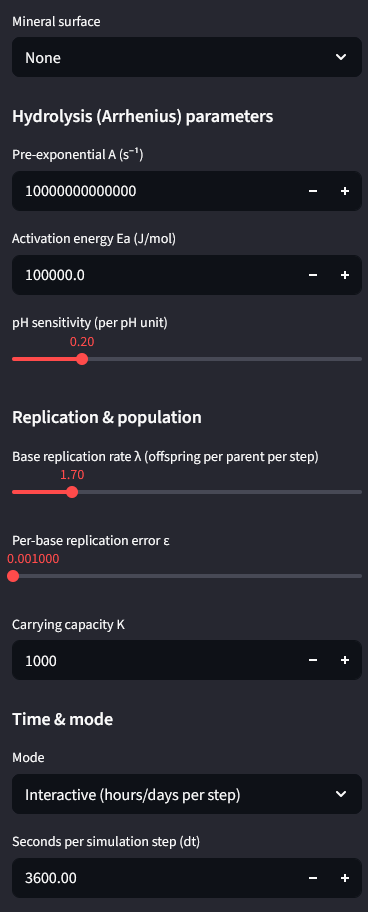 Mineral surface
None
Hydrolysis (Arrhenius) parameters
Pre-exponential A (s⁻¹)
10000000000000
Activation energy Ea (J/mol)
100000.0
pH sensitivity (per pH unit)
0.20
Replication & population
Base replication rate λ (offspring per parent per step)
1.70
Per-base replication error ε
0.001000
Carrying capacity K
1000
Time & mode
Mode
Interactive (hours/days per step)
Seconds per simulation step (dt)
3600.00